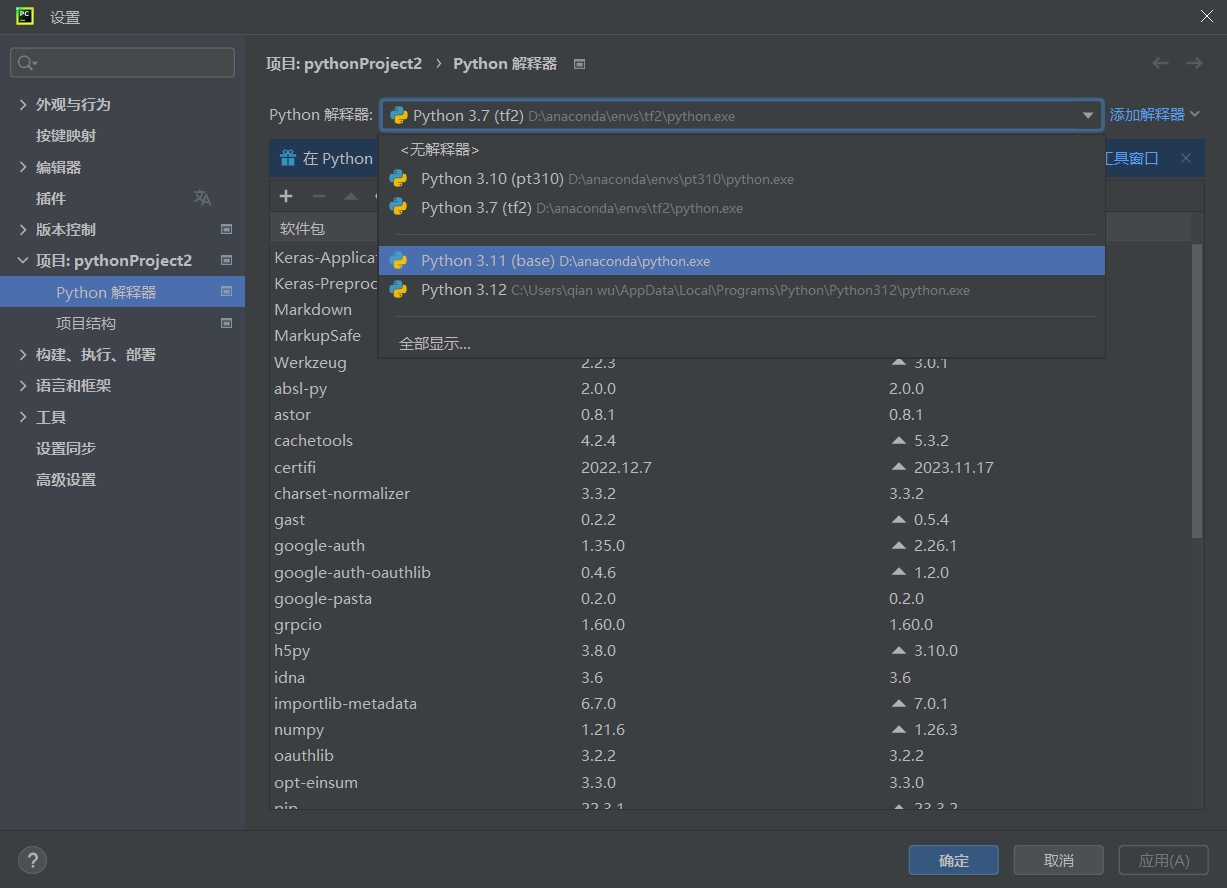 PC
设置
外观与行为
按键映射
编辑器
插件
版本控制
项目: pythonProject2
Python 解释器
项目结构
构建、执行、部署
语言和框架
工具
设置同步
高级设置
项目: pythonProject2 › Python 解释器
Python 解释器: Python 3.7 (tf2) D:\anaconda\envs\tf2\python.exe 添加解释器
<无解释器>
Python 3.10 (pt310) D:\anaconda\envs\pt310\python.exe
Python 3.7 (tf2) D:\anaconda\envs\tf2\python.exe
Python 3.11 (base) D:\anaconda\python.exe
Python 3.12 C:\Users\qian wu\AppData\Local\Programs\Python\Python312\python.exe
全部显示...
在 Python 工具窗口
软件包
Keras-Applica
Keras-Preproc
Markdown
MarkupSafe
Werkzeug 2.2.3 3.0.1
absl-py 2.0.0 2.0.0
astor 0.8.1 0.8.1
cachetools 4.2.4 5.3.2
certifi 2022.12.7 2023.11.17
charset-normalizer 3.3.2 3.3.2
gast 0.2.2 0.5.4
google-auth 1.35.0 2.26.1
google-auth-oauthlib 0.4.6 1.2.0
google-pasta 0.2.0 0.2.0
grpcio 1.60.0 1.60.0
h5py 3.8.0 3.10.0
idna 3.6 3.6
importlib-metadata 6.7.0 7.0.1
numpy 1.21.6 1.26.3
oauthlib 3.2.2 3.2.2
opt-einsum 3.3.0 3.3.0
pip 22.3.1 23.3.2
?
确定 取消 应用(A)